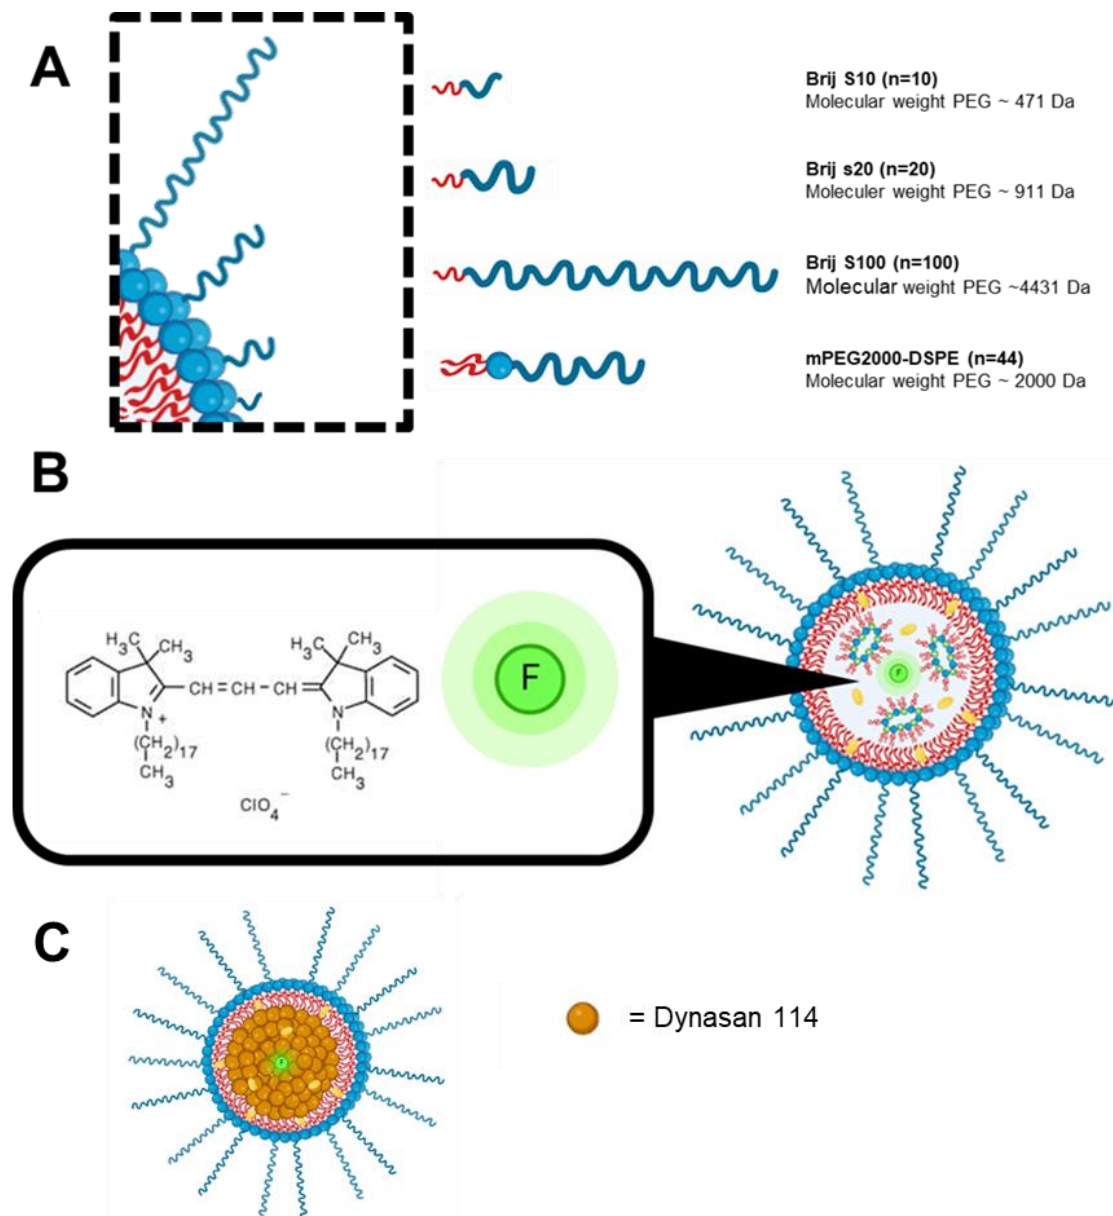 A
Brij S10 (n=10)
Molecular weight PEG ~ 471 Da
Brij s20 (n=20)
Moleculer weight PEG ~ 911 Da
Brij S100 (n=100)
Molecular weight PEG ~4431 Da
mPEG2000-DSPE (n=44)
Molecular weight PEG ~ 2000 Da
B
H₃C CH₃ H₃C CH₃
CH=CH-CH
N + N
(CH₂)₁₇ (CH₂)₁₇
CH₃ CH₃
ClO₄⁻
F
F
C
F
= Dynasan 114